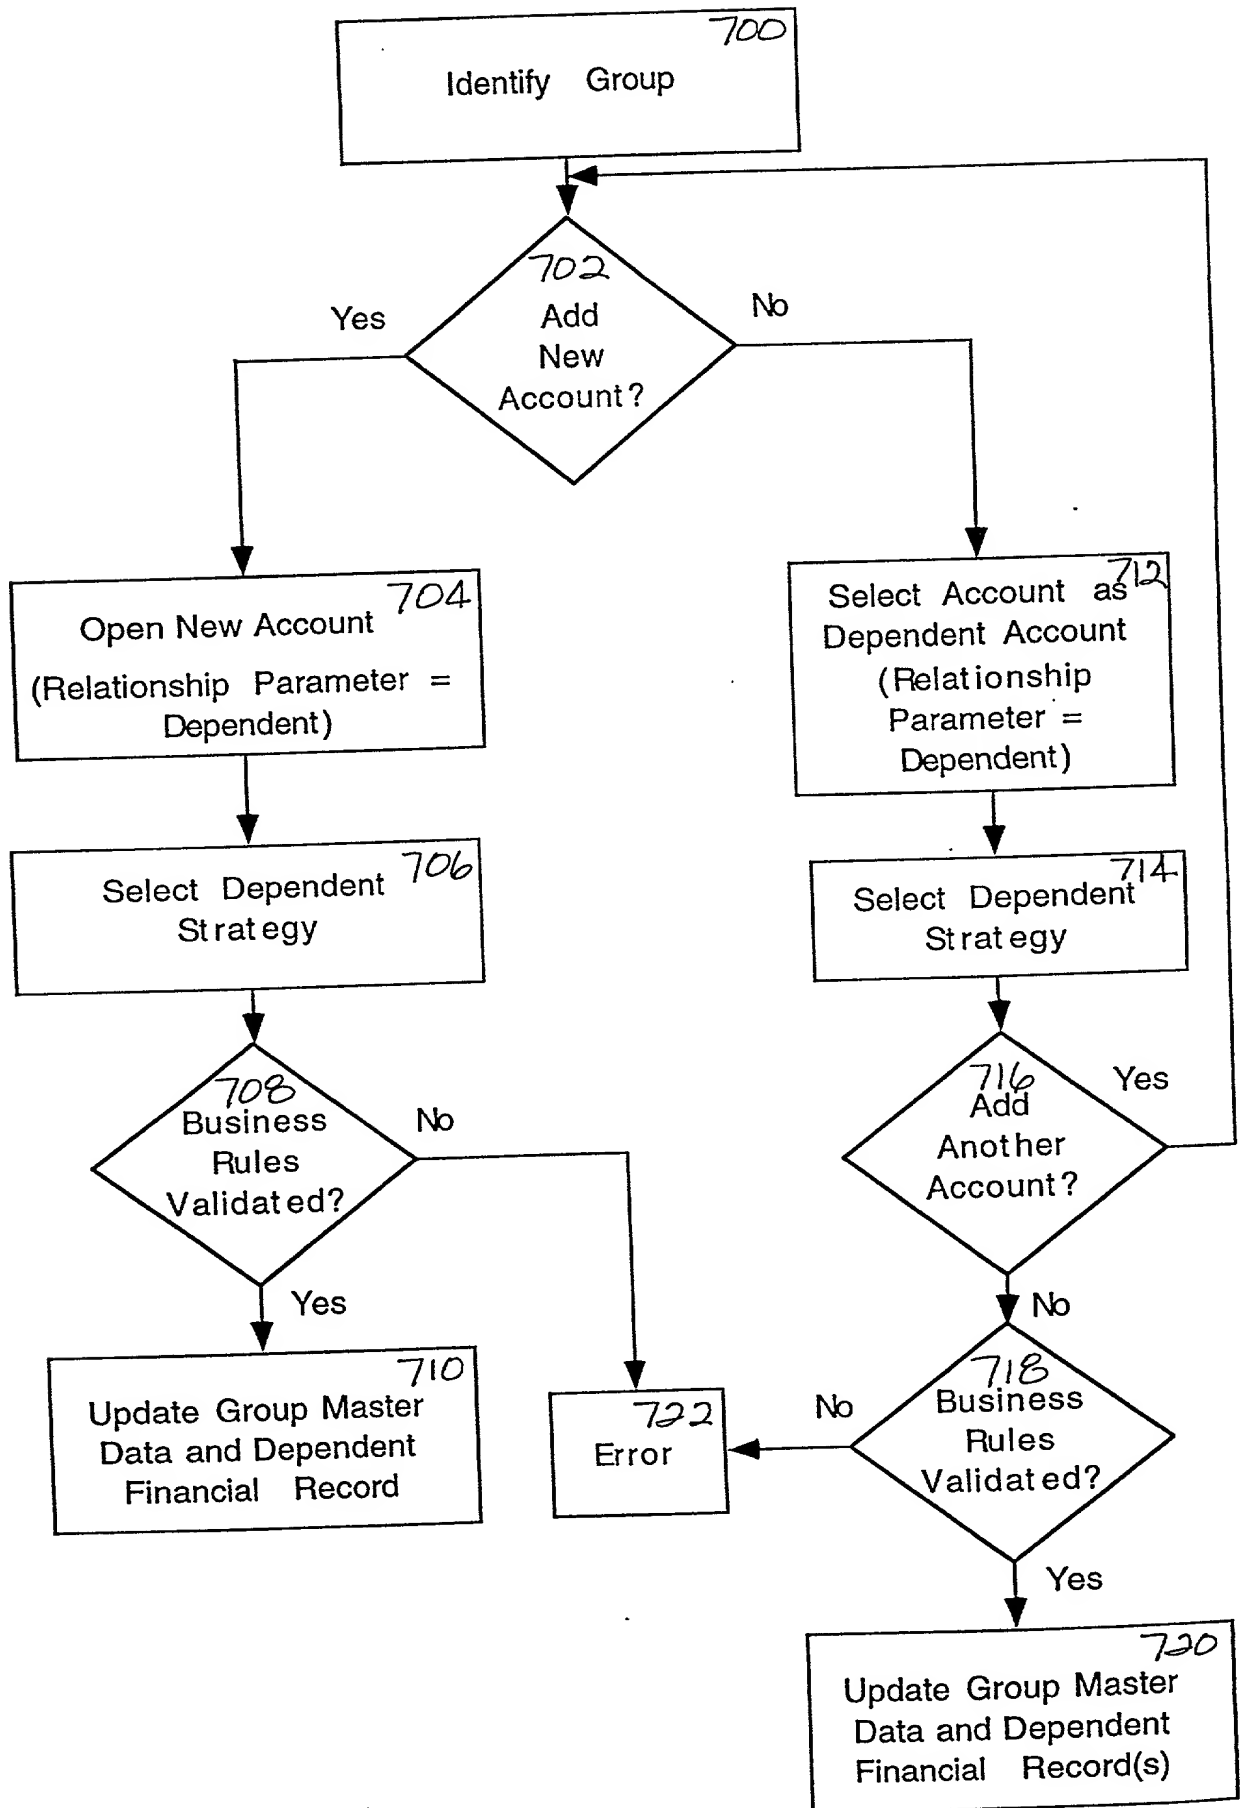 700
Identify Group
702
Add
New
Account?
Yes
No
704
Open New Account
(Relationship Parameter =
Dependent)
712
Select Account as
Dependent Account
(Relationship
Parameter =
Dependent)
706
Select Dependent
Strategy
714
Select Dependent
Strategy
708
Business
Rules
Validated?
No
Yes
716
Add
Another
Account?
Yes
No
710
Update Group Master
Data and Dependent
Financial Record
722
Error
718
Business
Rules
Validated?
No
Yes
720
Update Group Master
Data and Dependent
Financial Record(s)